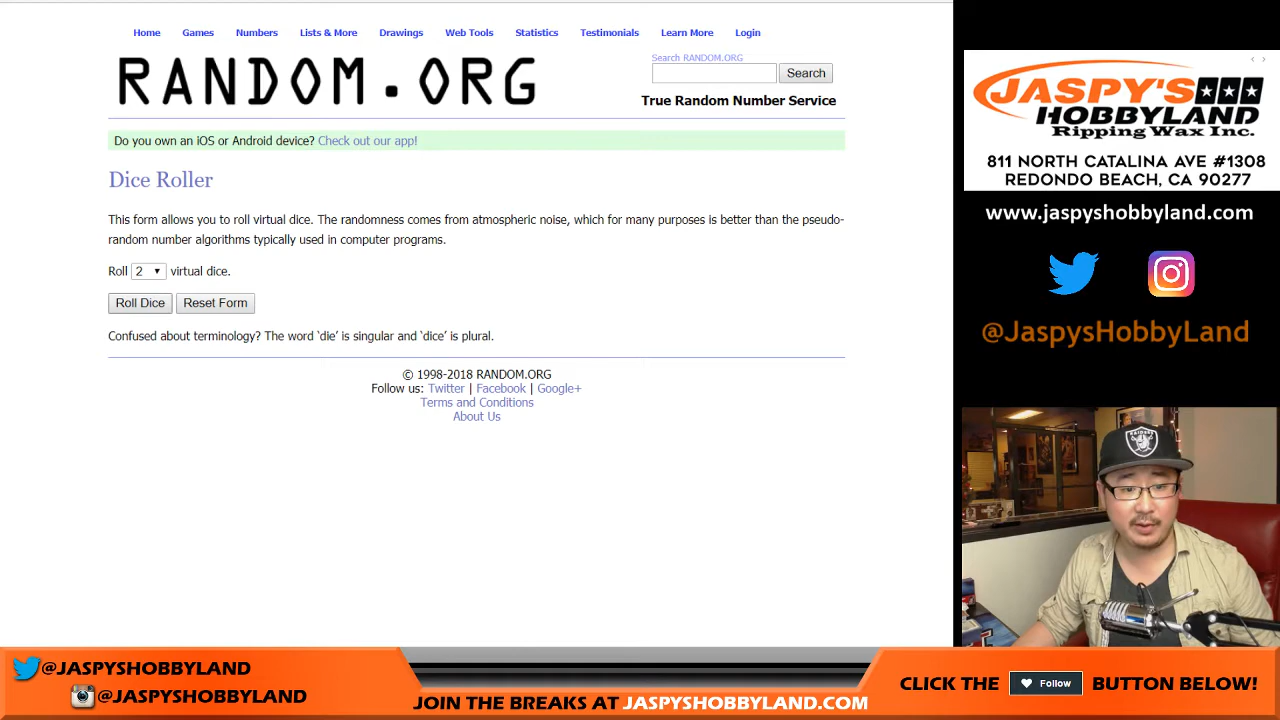 Home Games Numbers Lists & More Drawings Web Tools Statistics Testimonials Learn More Login
RANDOM.ORG
Search RANDOM.ORG
Search
True Random Number Service
Do you own an iOS or Android device? Check out our app!
Dice Roller
This form allows you to roll virtual dice. The randomness comes from atmospheric noise, which for many purposes is better than the pseudo-
random number algorithms typically used in computer programs.
Roll 2 virtual dice.
Roll Dice Reset Form
Confused about terminology? The word ‘die’ is singular and ‘dice’ is plural.
© 1998-2018 RANDOM.ORG
Follow us: Twitter | Facebook | Google+
Terms and Conditions
About Us
JASPY'S
HOBBYLAND
Ripping Wax Inc.
811 NORTH CATALINA AVE #1308
REDONDO BEACH, CA 90277
www.jaspyshobbyland.com
@JaspysHobbyLand
RAIDERS
@JASPYSHOBBYLAND
@JASPYSHOBBYLAND
JOIN THE BREAKS AT JASPYSHOBBYLAND.COM
CLICK THE Follow BUTTON BELOW!